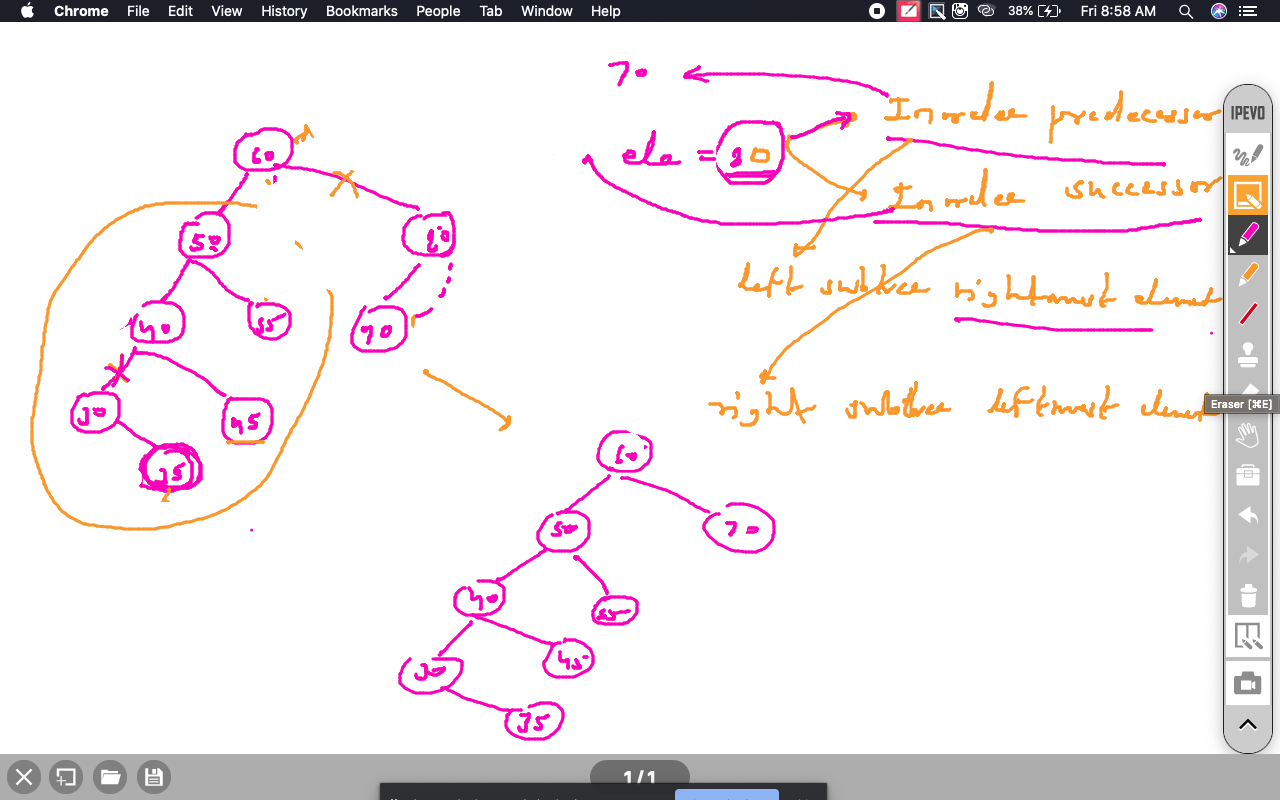 Chrome File Edit View History Bookmarks People Tab Window Help 38% Fri 8:58 AM
70
Inorder predecessor
IPEVO
60
ele = 80
Inorder successor
50
80
left subtree rightmost element
40 55 70
30 45
right subtree leftmost element
Eraser [⌘E]
35
60
50 70
40 55
30 45
35
1/1